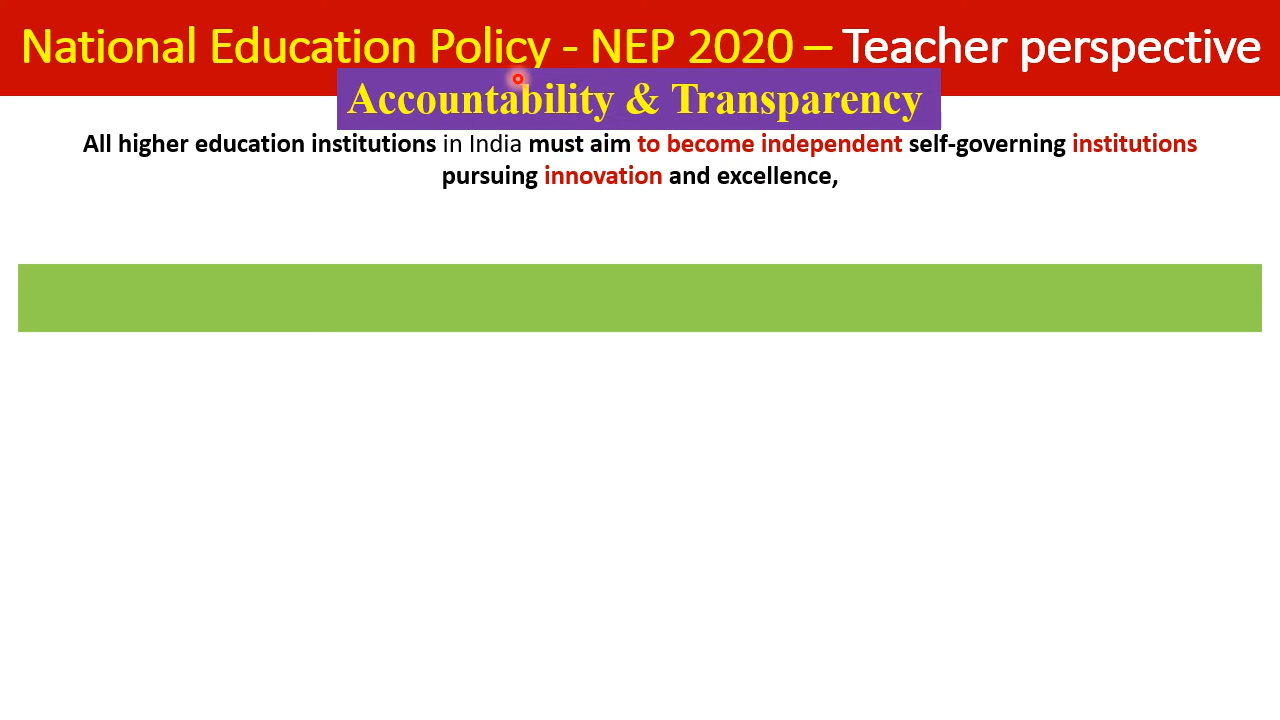 National Education Policy - NEP 2020 – Teacher perspective
Accountability & Transparency
All higher education institutions in India must aim to become independent self-governing institutions
pursuing innovation and excellence,